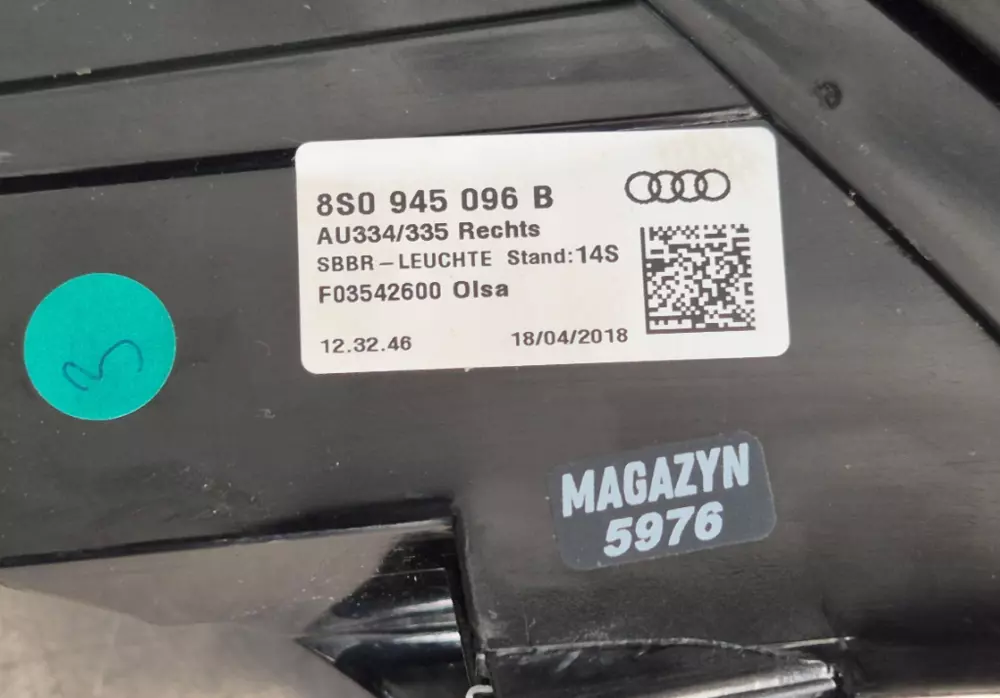 8S0 945 096 B
AU334/335 Rechts
SBBR-LEUCHTE Stand:14S
F03542600 Olsa
12.32.46 18/04/2018
3
MAGAZYN
5976